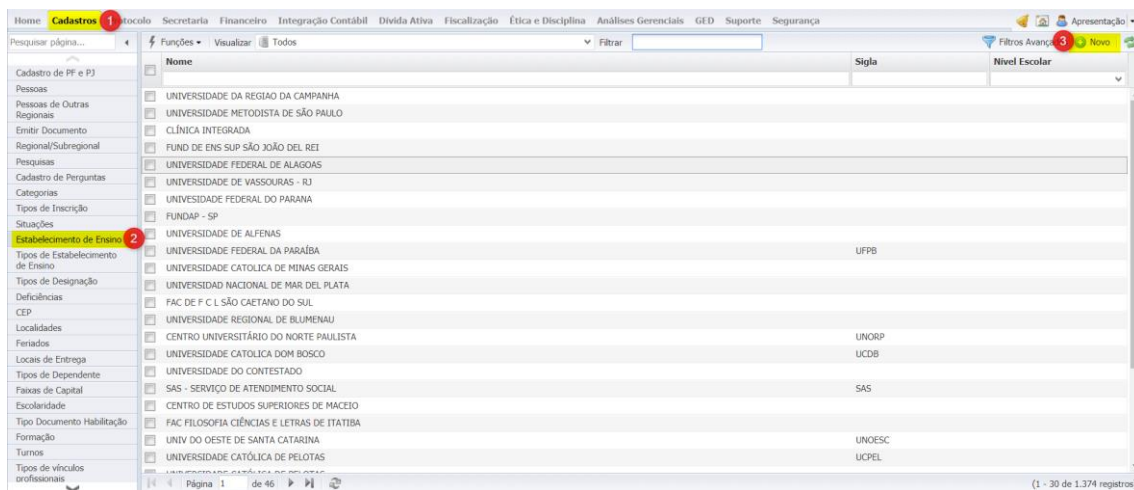 Home Cadastros 1 tocolo Secretaria Financeiro Integração Contábil Dívida Ativa Fiscalização Ética e Disciplina Análises Gerenciais GED Suporte Segurança Apresentação
Pesquisar página... Funções Visualizar Todos Filtrar Filtros Avança 3 Novo
Nome Sigla Nível Escolar
Cadastro de PF e PJ
Pessoas
Pessoas de Outras
Regionais
Emitir Documento
Regional/Subregional
Pesquisas
Cadastro de Perguntas
Categorias
Tipos de Inscrição
Situações
Estabelecimento de Ensino 2
Tipos de Estabelecimento
de Ensino
Tipos de Designação
Deficiências
CEP
Localidades
Feriados
Locais de Entrega
Tipos de Dependente
Faixas de Capital
Escolaridade
Tipo Documento Habilitação
Formação
Turnos
Tipos de vínculos
profissionais
UNIVERSIDADE DA REGIAO DA CAMPANHA
UNIVERSIDADE METODISTA DE SÃO PAULO
CLÍNICA INTEGRADA
FUND DE ENS SUP SÃO JOÃO DEL REI
UNIVERSIDADE FEDERAL DE ALAGOAS
UNIVERSIDADE DE VASSOURAS - RJ
UNIVESIDADE FEDERAL DO PARANA
FUNDAP - SP
UNIVERSIDADE DE ALFENAS
UNIVERSIDADE FEDERAL DA PARAÍBA UFPB
UNIVERSIDADE CATOLICA DE MINAS GERAIS
UNIVERSIDAD NACIONAL DE MAR DEL PLATA
FAC DE F C L SÃO CAETANO DO SUL
UNIVERSIDADE REGIONAL DE BLUMENAU
CENTRO UNIVERSITÁRIO DO NORTE PAULISTA UNORP
UNIVERSIDADE CATOLICA DOM BOSCO UCDB
UNIVERSIDADE DO CONTESTADO
SAS - SERVIÇO DE ATENDIMENTO SOCIAL SAS
CENTRO DE ESTUDOS SUPERIORES DE MACEIO
FAC FILOSOFIA CIÊNCIAS E LETRAS DE ITATIBA
UNIV DO OESTE DE SANTA CATARINA UNOESC
UNIVERSIDADE CATÓLICA DE PELOTAS UCPEL
Página 1 de 46 (1 - 30 de 1.374 registros